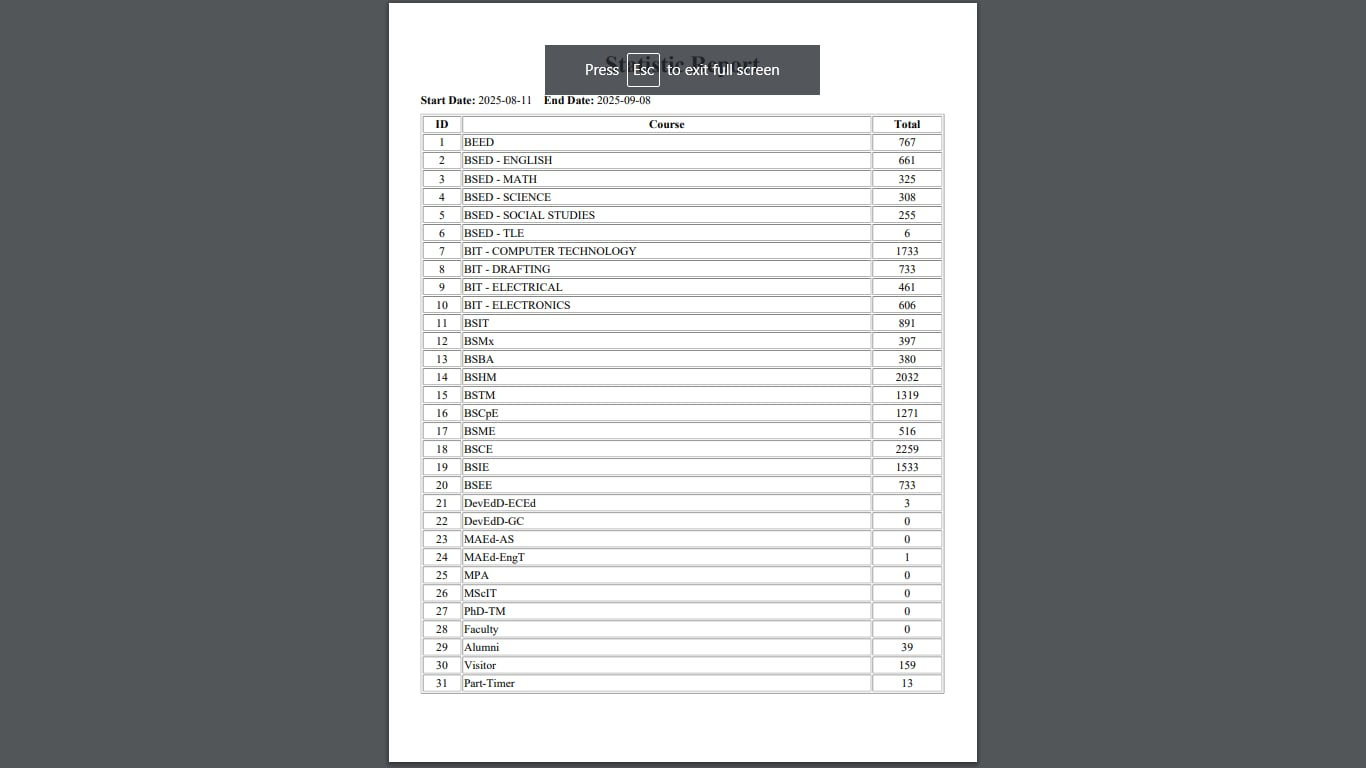 Statistic Report
Press Esc to exit full screen
Start Date: 2025-08-11 End Date: 2025-09-08
ID Course Total
1 BEED 767
2 BSED - ENGLISH 661
3 BSED - MATH 325
4 BSED - SCIENCE 308
5 BSED - SOCIAL STUDIES 255
6 BSED - TLE 6
7 BIT - COMPUTER TECHNOLOGY 1733
8 BIT - DRAFTING 733
9 BIT - ELECTRICAL 461
10 BIT - ELECTRONICS 606
11 BSIT 891
12 BSMx 397
13 BSBA 380
14 BSHM 2032
15 BSTM 1319
16 BSCpE 1271
17 BSME 516
18 BSCE 2259
19 BSIE 1533
20 BSEE 733
21 DevEdD-ECEd 3
22 DevEdD-GC 0
23 MAEd-AS 0
24 MAEd-EngT 1
25 MPA 0
26 MScIT 0
27 PhD-TM 0
28 Faculty 0
29 Alumni 39
30 Visitor 159
31 Part-Timer 13